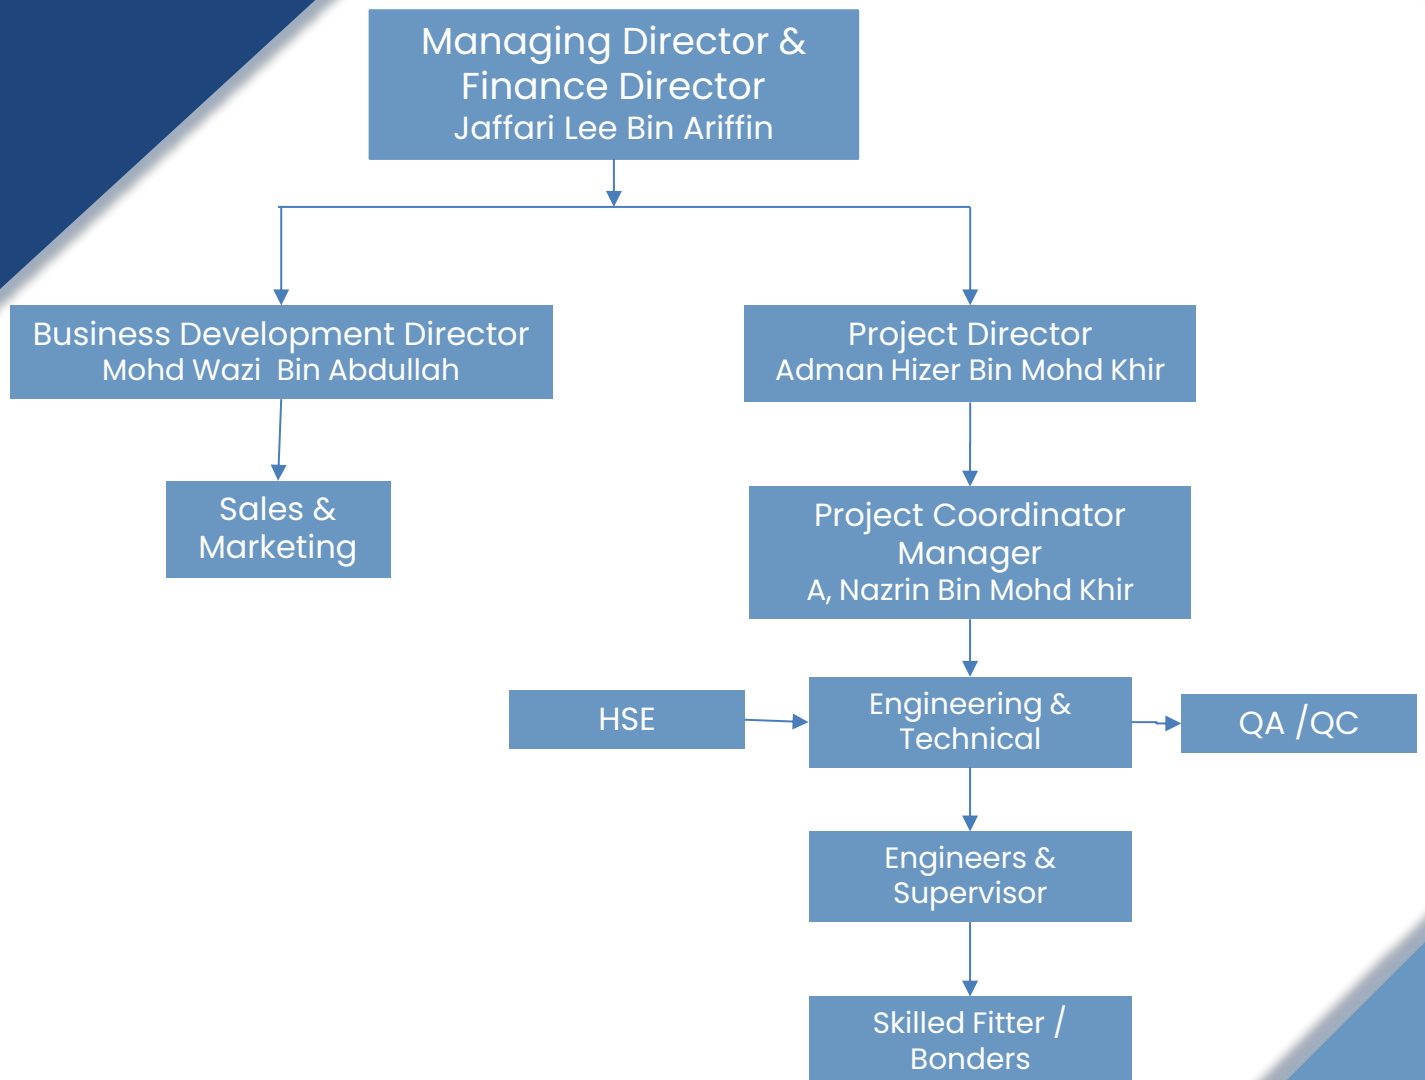 Managing Director &
Finance Director
Jaffari Lee Bin Ariffin
Business Development Director
Mohd Wazi  Bin Abdullah
Project Director
Adman Hizer Bin Mohd Khir
Sales &
Marketing
Project Coordinator
Manager
A, Nazrin Bin Mohd Khir
HSE
Engineering &
Technical
QA /QC
Engineers &
Supervisor
Skilled Fitter /
Bonders